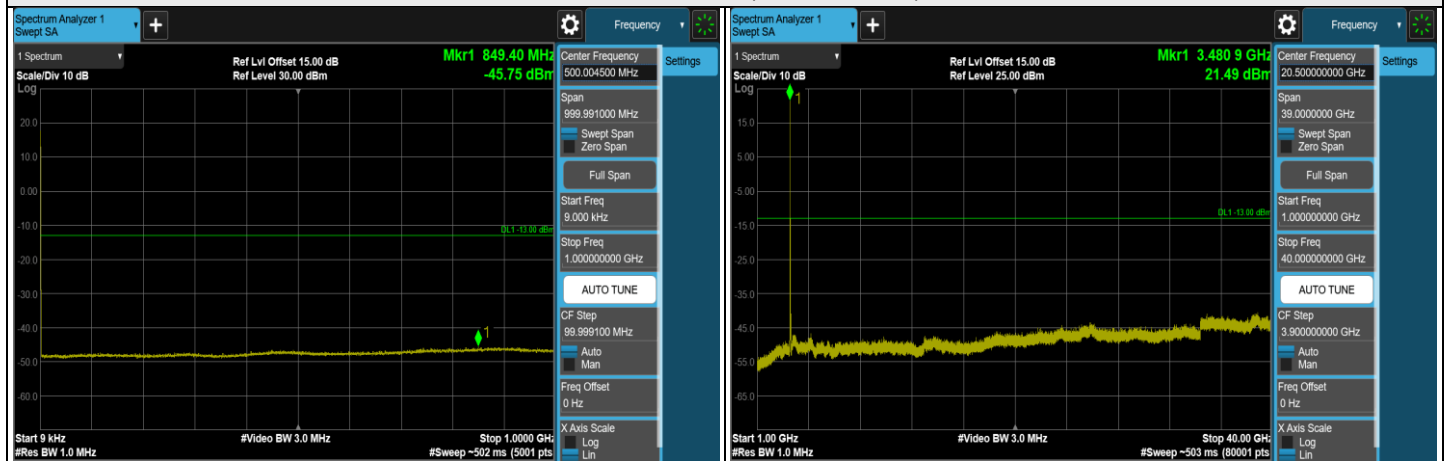 Spectrum Analyzer 1
Swept SA
+
Frequency
1 Spectrum
Scale/Div 10 dB
Log
Ref Lvl Offset 15.00 dB
Ref Level 30.00 dBm
Mkr1 849.40 MHz
-45.75 dBm
20.0
10.0
0.00
-10.0
-20.0
-30.0
-40.0
-50.0
-60.0
DL1 -13.00 dBm
1
Start 9 kHz
#Res BW 1.0 MHz
#Video BW 3.0 MHz
Stop 1.0000 GHz
#Sweep ~502 ms (5001 pts
Center Frequency
500.004500 MHz
Settings
Span
999.991000 MHz
Swept Span
Zero Span
Full Span
Start Freq
9.000 kHz
Stop Freq
1.000000000 GHz
AUTO TUNE
CF Step
99.999100 MHz
Auto
Man
Freq Offset
0 Hz
X Axis Scale
Log
Lin
Spectrum Analyzer 1
Swept SA
+
Frequency
1 Spectrum
Scale/Div 10 dB
Log
Ref Lvl Offset 15.00 dB
Ref Level 25.00 dBm
Mkr1 3.480 9 GHz
21.49 dBm
1
15.0
5.00
-5.00
-15.0
-25.0
-35.0
-45.0
-55.0
-65.0
DL1 -13.00 dBm
Start 1.00 GHz
#Res BW 1.0 MHz
#Video BW 3.0 MHz
Stop 40.00 GHz
#Sweep ~503 ms (80001 pts
Center Frequency
20.500000000 GHz
Settings
Span
39.0000000 GHz
Swept Span
Zero Span
Full Span
Start Freq
1.000000000 GHz
Stop Freq
40.000000000 GHz
AUTO TUNE
CF Step
3.900000000 GHz
Auto
Man
Freq Offset
0 Hz
X Axis Scale
Log
Lin